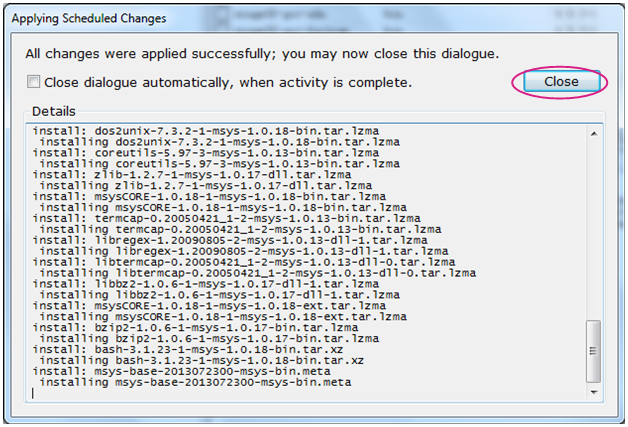 Applying Scheduled Changes
All changes were applied successfully; you may now close this dialogue.
Close dialogue automatically, when activity is complete.
Close
Details
install: dos2unix-7.3.2-1-msys-1.0.18-bin.tar.lzma
installing dos2unix-7.3.2-1-msys-1.0.18-bin.tar.lzma
install: coreutils-5.97-3-msys-1.0.13-bin.tar.lzma
installing coreutils-5.97-3-msys-1.0.13-bin.tar.lzma
install: zlib-1.2.7-1-msys-1.0.17-dll.tar.lzma
installing zlib-1.2.7-1-msys-1.0.17-dll.tar.lzma
install: msysCORE-1.0.18-1-msys-1.0.18-bin.tar.lzma
installing msysCORE-1.0.18-1-msys-1.0.18-bin.tar.lzma
install: termcap-0.20050421_1-2-msys-1.0.13-bin.tar.lzma
installing termcap-0.20050421_1-2-msys-1.0.13-bin.tar.lzma
install: libregex-1.20090805-2-msys-1.0.13-dll-1.tar.lzma
installing libregex-1.20090805-2-msys-1.0.13-dll-1.tar.lzma
install: libtermcap-0.20050421_1-2-msys-1.0.13-dll-0.tar.lzma
installing libtermcap-0.20050421_1-2-msys-1.0.13-dll-0.tar.lzma
install: libbz2-1.0.6-1-msys-1.0.17-dll-1.tar.lzma
installing libbz2-1.0.6-1-msys-1.0.17-dll-1.tar.lzma
install: msysCORE-1.0.18-1-msys-1.0.18-ext.tar.lzma
installing msysCORE-1.0.18-1-msys-1.0.18-ext.tar.lzma
install: bzip2-1.0.6-1-msys-1.0.17-bin.tar.lzma
installing bzip2-1.0.6-1-msys-1.0.17-bin.tar.lzma
install: bash-3.1.23-1-msys-1.0.18-bin.tar.xz
installing bash-3.1.23-1-msys-1.0.18-bin.tar.xz
install: msys-base-2013072300-msys-bin.meta
installing msys-base-2013072300-msys-bin.meta